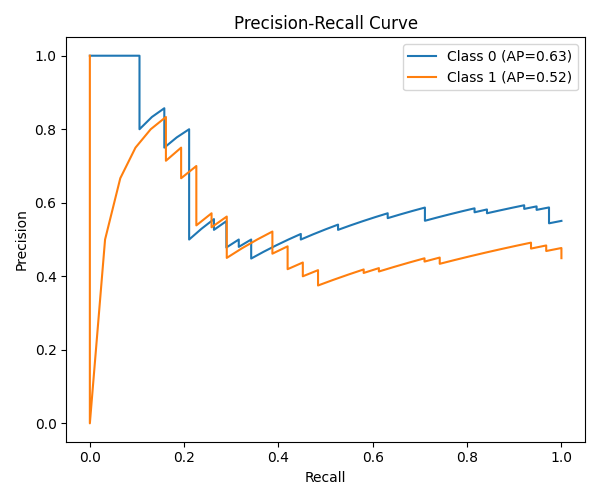 Precision-Recall Curve
Class 0 (AP=0.63)
Class 1 (AP=0.52)
Precision
1.0
0.8
0.6
0.4
0.2
0.0
0.0 0.2 0.4 0.6 0.8 1.0
Recall